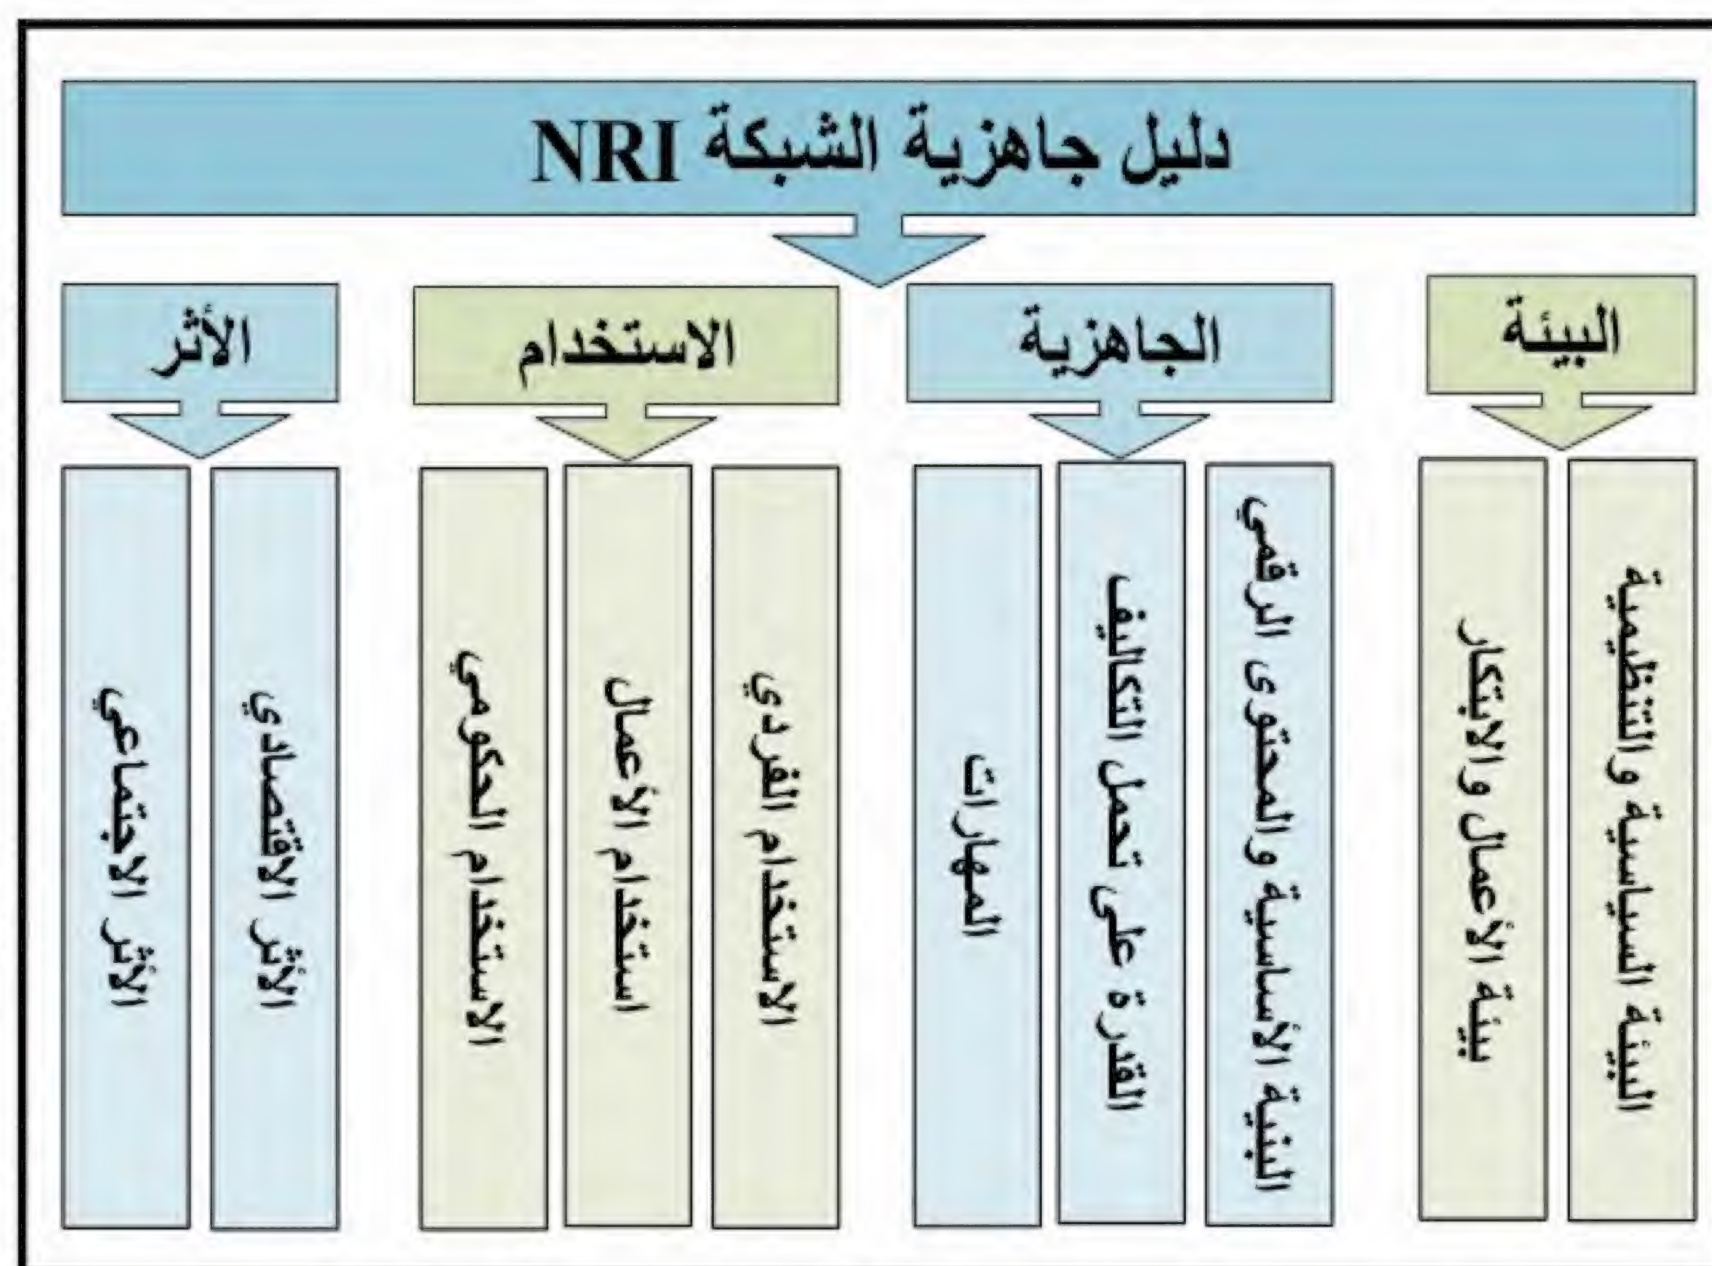 دليل جاهزية الشبكة NRI
البيئة
الجاهزية
الاستخدام
الأثر
البيئة السياسية والتنظيمية
بيئة الأعمال والابتكار
البنية الأساسية والمحتوى الرقمي
القدرة على تحمل التكاليف
المهارات
الاستخدام الفردي
استخدام الأعمال
الاستخدام الحكومي
الأثر الاقتصادي
الأثر الاجتماعي